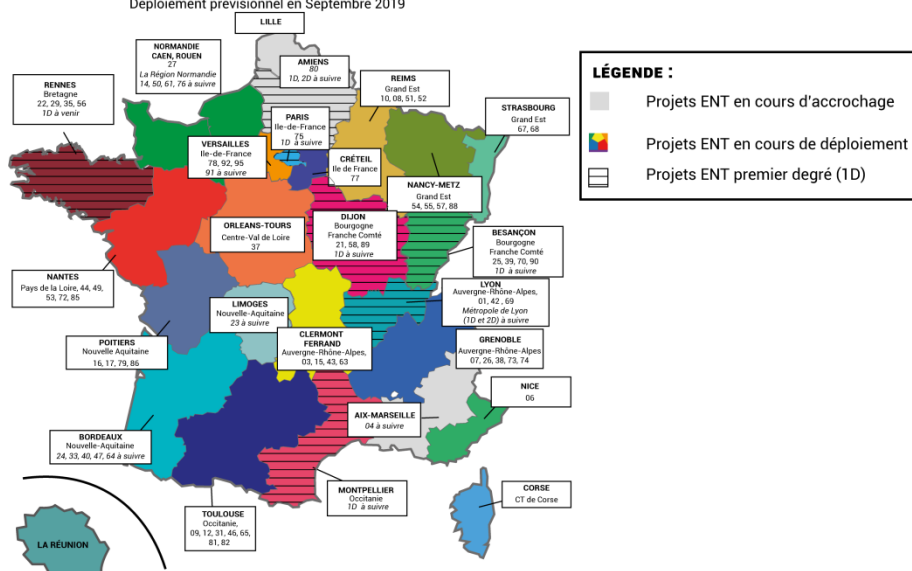 Déploiement prévisionnel en Septembre 2019
LILLE
NORMANDIE
CAEN, ROUEN
27
La Région Normandie
14, 50, 61, 76 à suivre
AMIENS
80
1D, 2D à suivre
RENNES
Bretagne
22, 29, 35, 56
1D à venir
REIMS
Grand Est
10, 08, 51, 52
STRASBOURG
Grand Est
67, 68
PARIS
Ile-de-France
75
1D à suivre
VERSAILLES
Ile-de-France
78, 92, 95
91 à suivre
CRÉTEIL
Ile de France
77
NANCY-METZ
Grand Est
54, 55, 57, 88
ORLEANS-TOURS
Centre-Val de Loire
37
DIJON
Bourgogne
Franche Comté
21, 58, 89
1D à suivre
BESANÇON
Bourgogne
Franche Comté
25, 39, 70, 90
1D à suivre
NANTES
Pays de la Loire, 44, 49,
53, 72, 85
LIMOGES
Nouvelle-Aquitaine
23 à suivre
LYON
Auvergne-Rhône-Alpes,
01, 42 , 69
Métropole de Lyon
(1D et 2D) à suivre
POITIERS
Nouvelle Aquitaine
16, 17, 79, 86
CLERMONT
FERRAND
Auvergne-Rhône-Alpes,
03, 15, 43, 63
GRENOBLE
Auvergne-Rhône-Alpes
07, 26, 38, 73, 74
NICE
06
AIX-MARSEILLE
04 à suivre
BORDEAUX
Nouvelle-Aquitaine
24, 33, 40, 47, 64 à suivre
MONTPELLIER
Occitanie
1D à suivre
CORSE
CT de Corse
TOULOUSE
Occitanie,
09, 12, 31, 46, 65,
81, 82
LA RÉUNION
LÉGENDE :
Projets ENT en cours d'accrochage
Projets ENT en cours de déploiement
Projets ENT premier degré (1D)